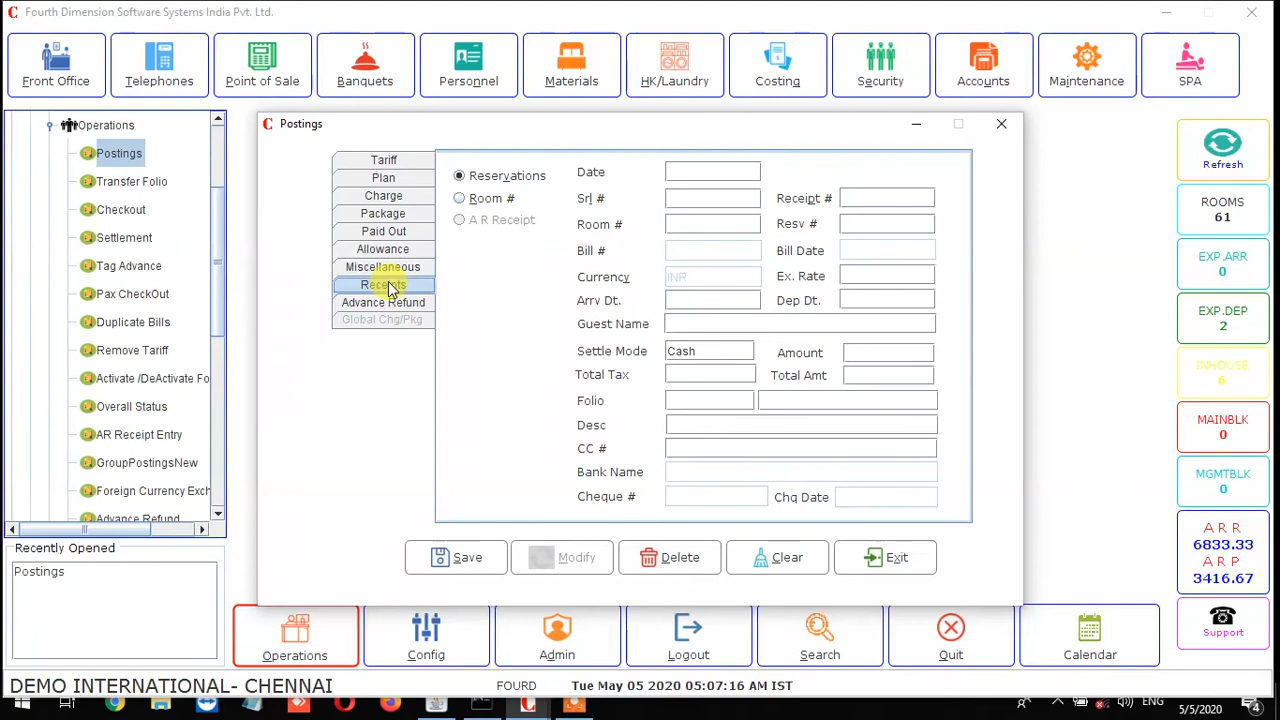 Fourth Dimension Software Systems India Pvt. Ltd.
Front Office
Telephones
Point of Sale
Banquets
Personnel
Materials
HK/Laundry
Costing
Security
Accounts
Maintenance
SPA
Operations
Postings
Transfer Folio
Checkout
Settlement
Tag Advance
Pax CheckOut
Duplicate Bills
Remove Tariff
Activate /DeActivate Fo
Overall Status
AR Receipt Entry
GroupPostingsNew
Foreign Currency Exch
Advance Refund
Recently Opened
Postings
Postings
Tariff
Plan
Charge
Package
Paid Out
Allowance
Miscellaneous
Receipts
Advance Refund
Global Chg/Pkg
Reservations
Room #
A R Receipt
Date
Srl #
Receipt #
Room #
Resv #
Bill #
Bill Date
Currency
INR
Ex. Rate
Arrv Dt.
Dep Dt.
Guest Name
Settle Mode
Cash
Amount
Total Tax
Total Amt
Folio
Desc
CC #
Bank Name
Cheque #
Chq Date
Save
Modify
Delete
Clear
Exit
Refresh
ROOMS
61
EXP.ARR
0
EXP.DEP
2
INHOUSE
6
MAINBLK
0
MGMTBLK
0
A R R
6833.33
A R P
3416.67
Support
Operations
Config
Admin
Logout
Search
Quit
Calendar
DEMO INTERNATIONAL- CHENNAI
FOURD
Tue May 05 2020 05:07:16 AM IST
ENG
5/5/2020
4